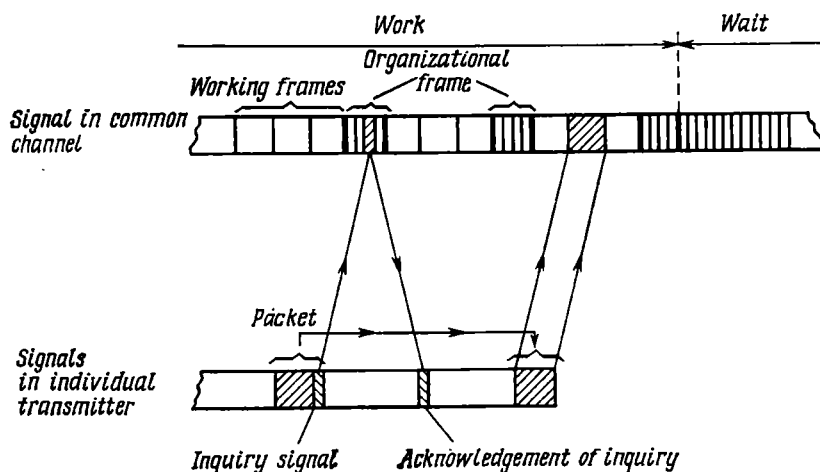 Work
Wait
Organizational
frame
Working frames
Signal in common
channel
Packet
Signals
in individual
transmitter
Inquiry signal
Acknowledgement of inquiry